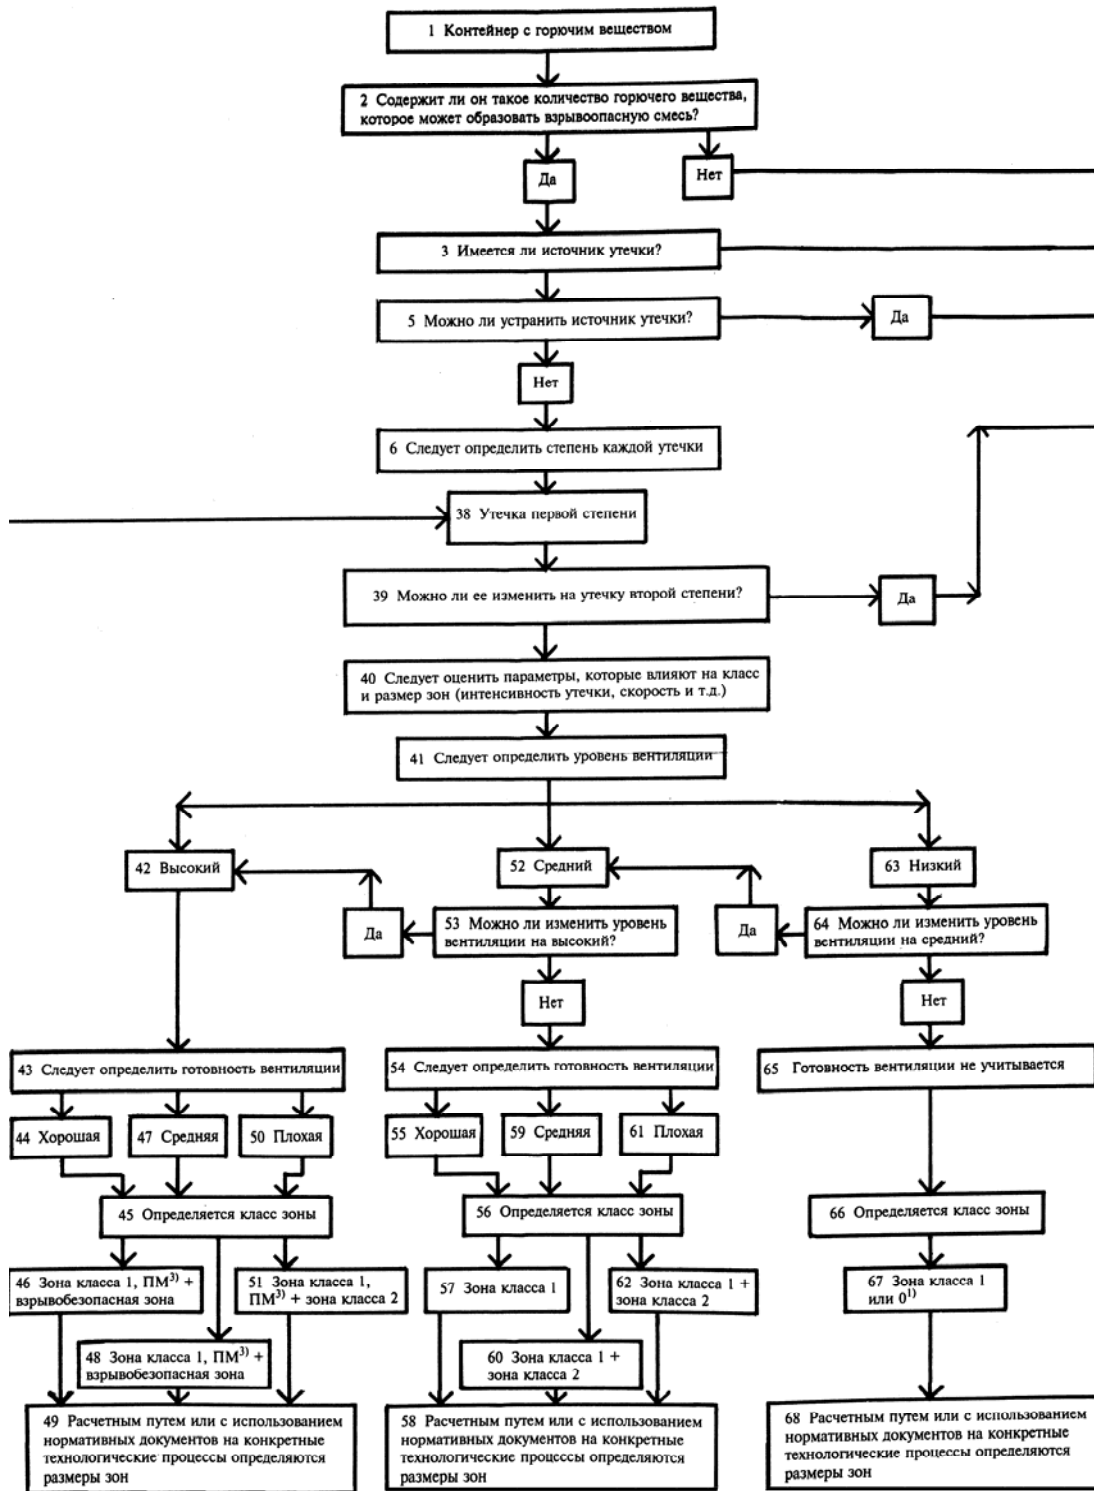 1 Контейнер с горючим веществом
2 Содержит ли он такое количество горючего вещества,
которое может образовать взрывоопасную смесь?
Да
Нет
3 Имеется ли источник утечки?
5 Можно ли устранить источник утечки?
Да
Нет
6 Следует определить степень каждой утечки
38 Утечка первой степени
39 Можно ли ее изменить на утечку второй степени?
Да
40 Следует оценить параметры, которые влияют на класс
и размер зон (интенсивность утечки, скорость и т.д.)
41 Следует определить уровень вентиляции
42 Высокий
52 Средний
63 Низкий
Да
53 Можно ли изменить уровень
вентиляции на высокий?
Да
64 Можно ли изменить уровень
вентиляции на средний?
Нет
Нет
43 Следует определить готовность вентиляции
54 Следует определить готовность вентиляции
65 Готовность вентиляции не учитывается
44 Хорошая
47 Средняя
50 Плохая
55 Хорошая
59 Средняя
61 Плохая
45 Определяется класс зоны
56 Определяется класс зоны
66 Определяется класс зоны
46 Зона класса 1, ПМ3) +
взрывобезопасная зона
51 Зона класса 1,
ПМ3) + зона класса 2
57 Зона класса 1
62 Зона класса 1 +
зона класса 2
67 Зона класса 1
или 01)
48 Зона класса 1, ПМ3) +
взрывобезопасная зона
60 Зона класса 1 +
зона класса 2
49 Расчетным путем или с использованием
нормативных документов на конкретные
технологические процессы определяются
размеры зон
58 Расчетным путем или с использованием
нормативных документов на конкретные
технологические процессы определяются
размеры зон
68 Расчетным путем или с использованием
нормативных документов на конкретные
технологические процессы определяются
размеры зон